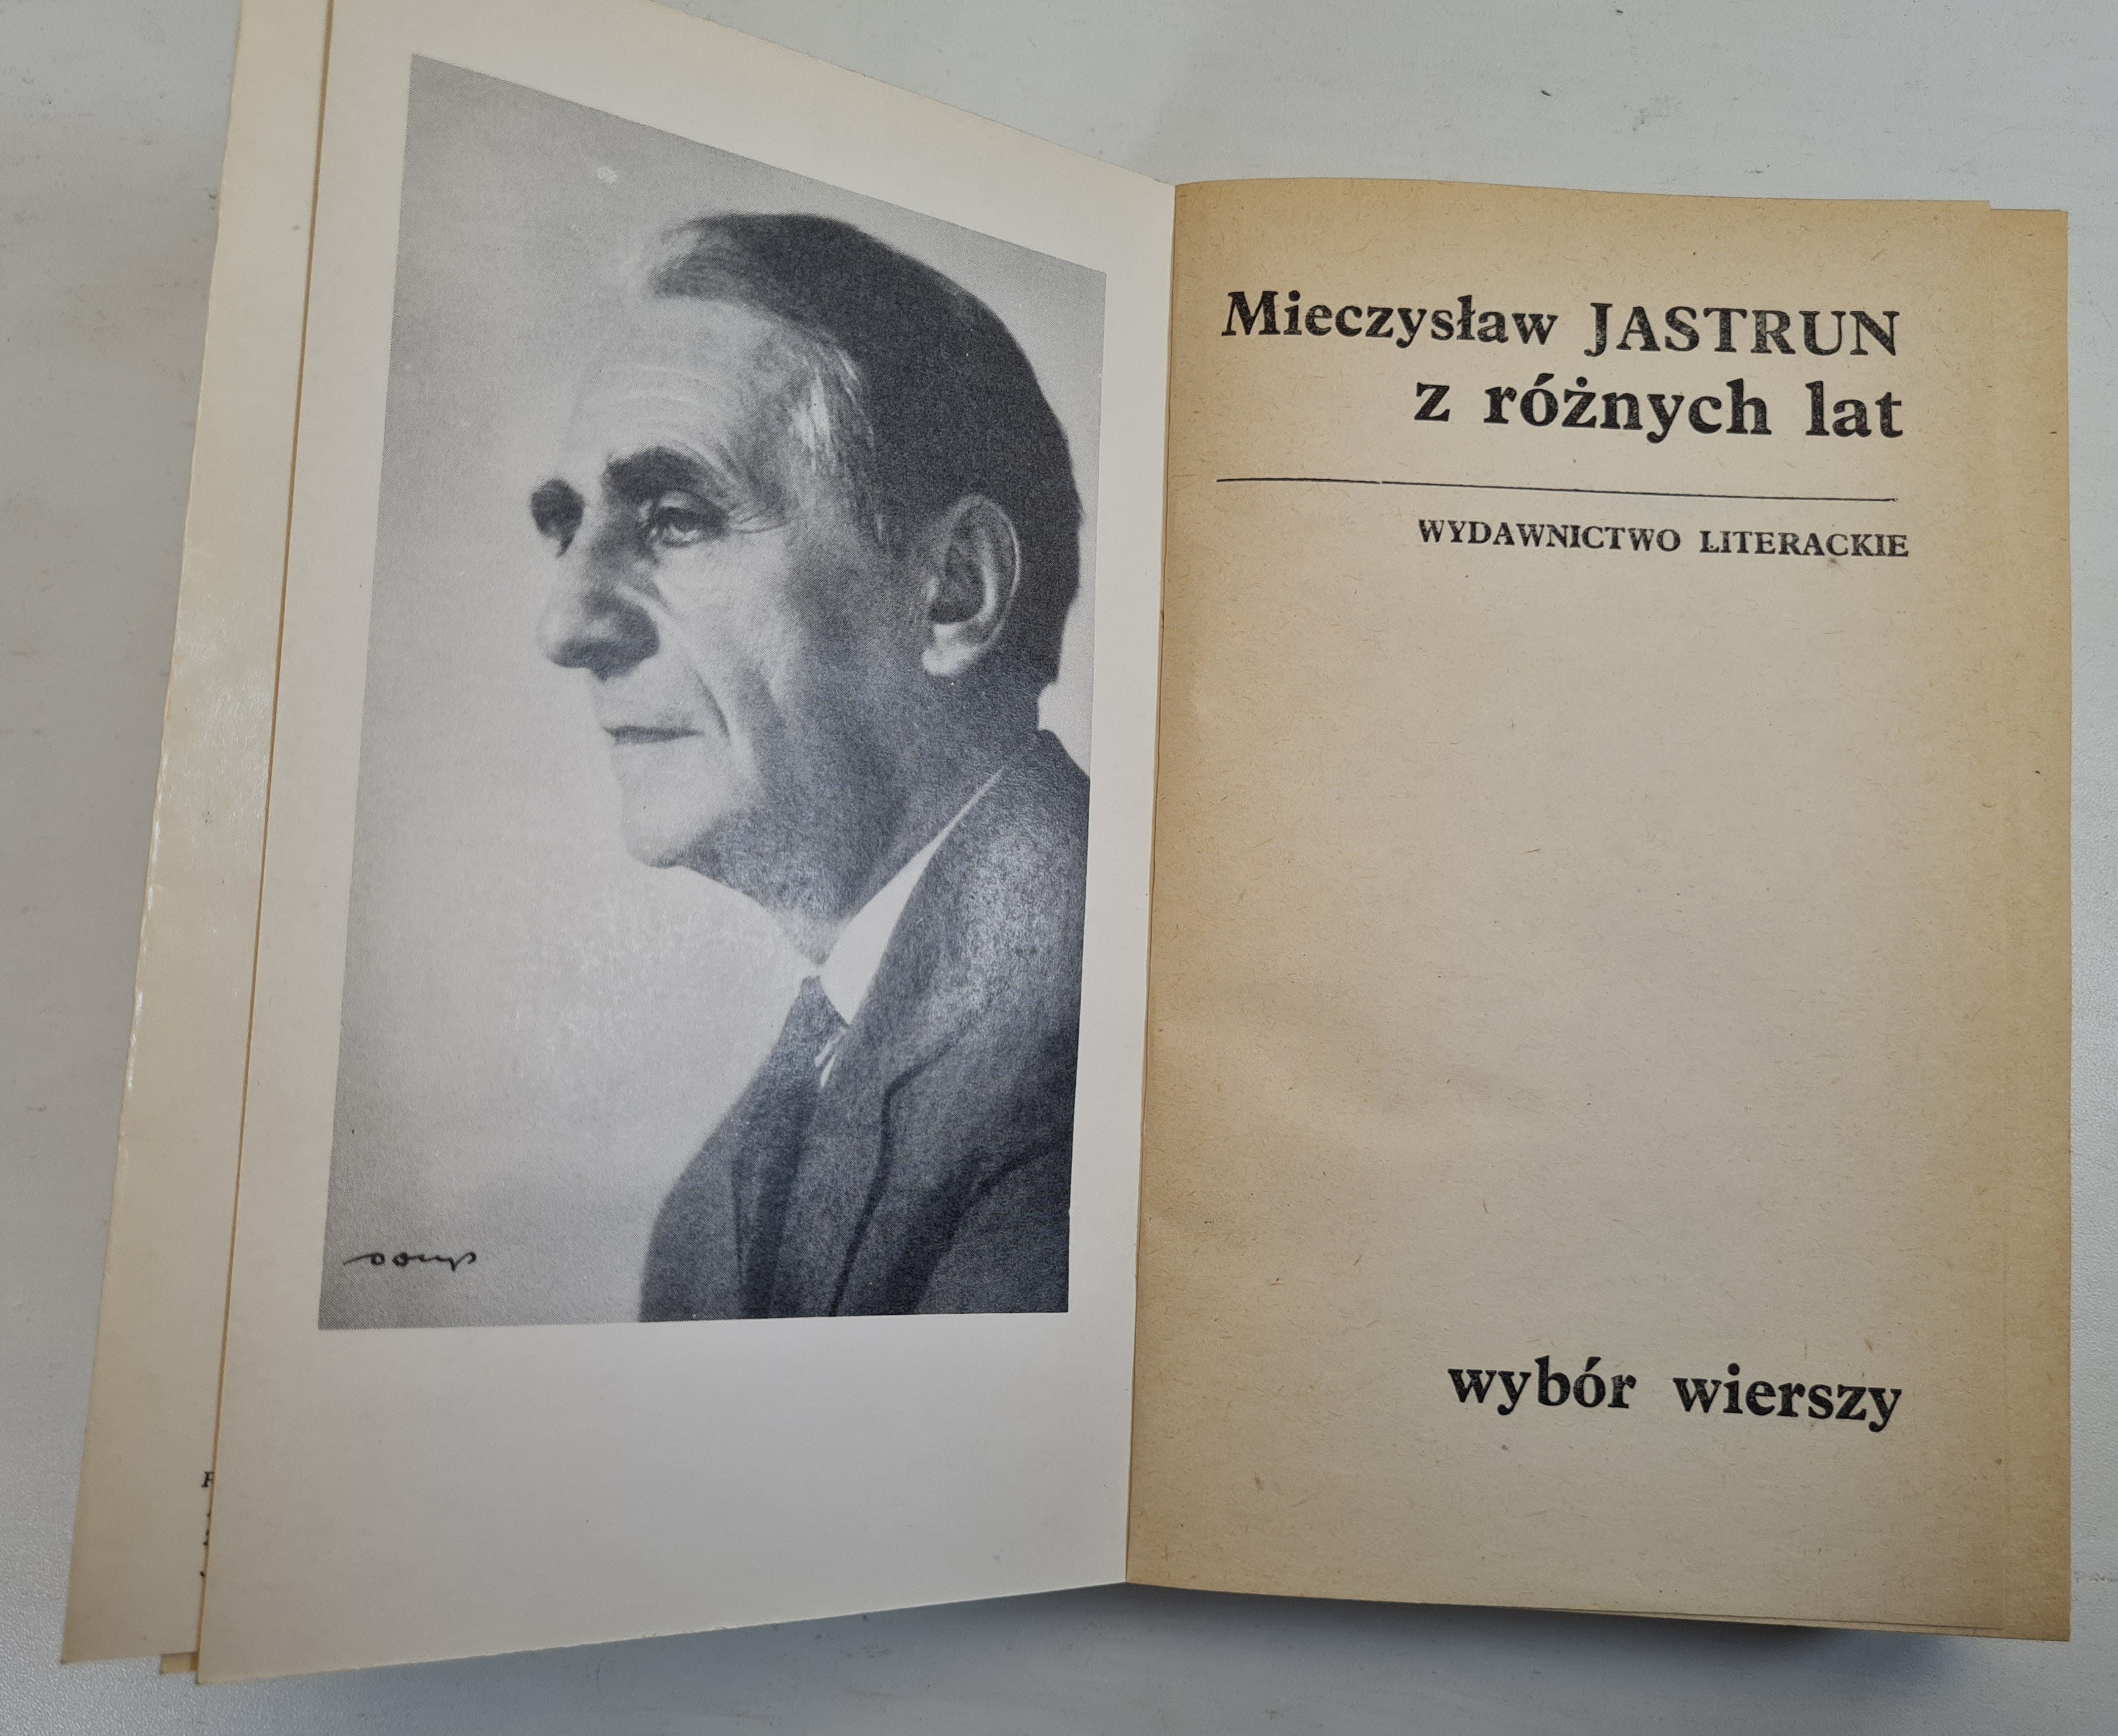 Mieczysław JASTRUN
z różnych lat
WYDAWNICTWO LITERACKIE
wybór wierszy